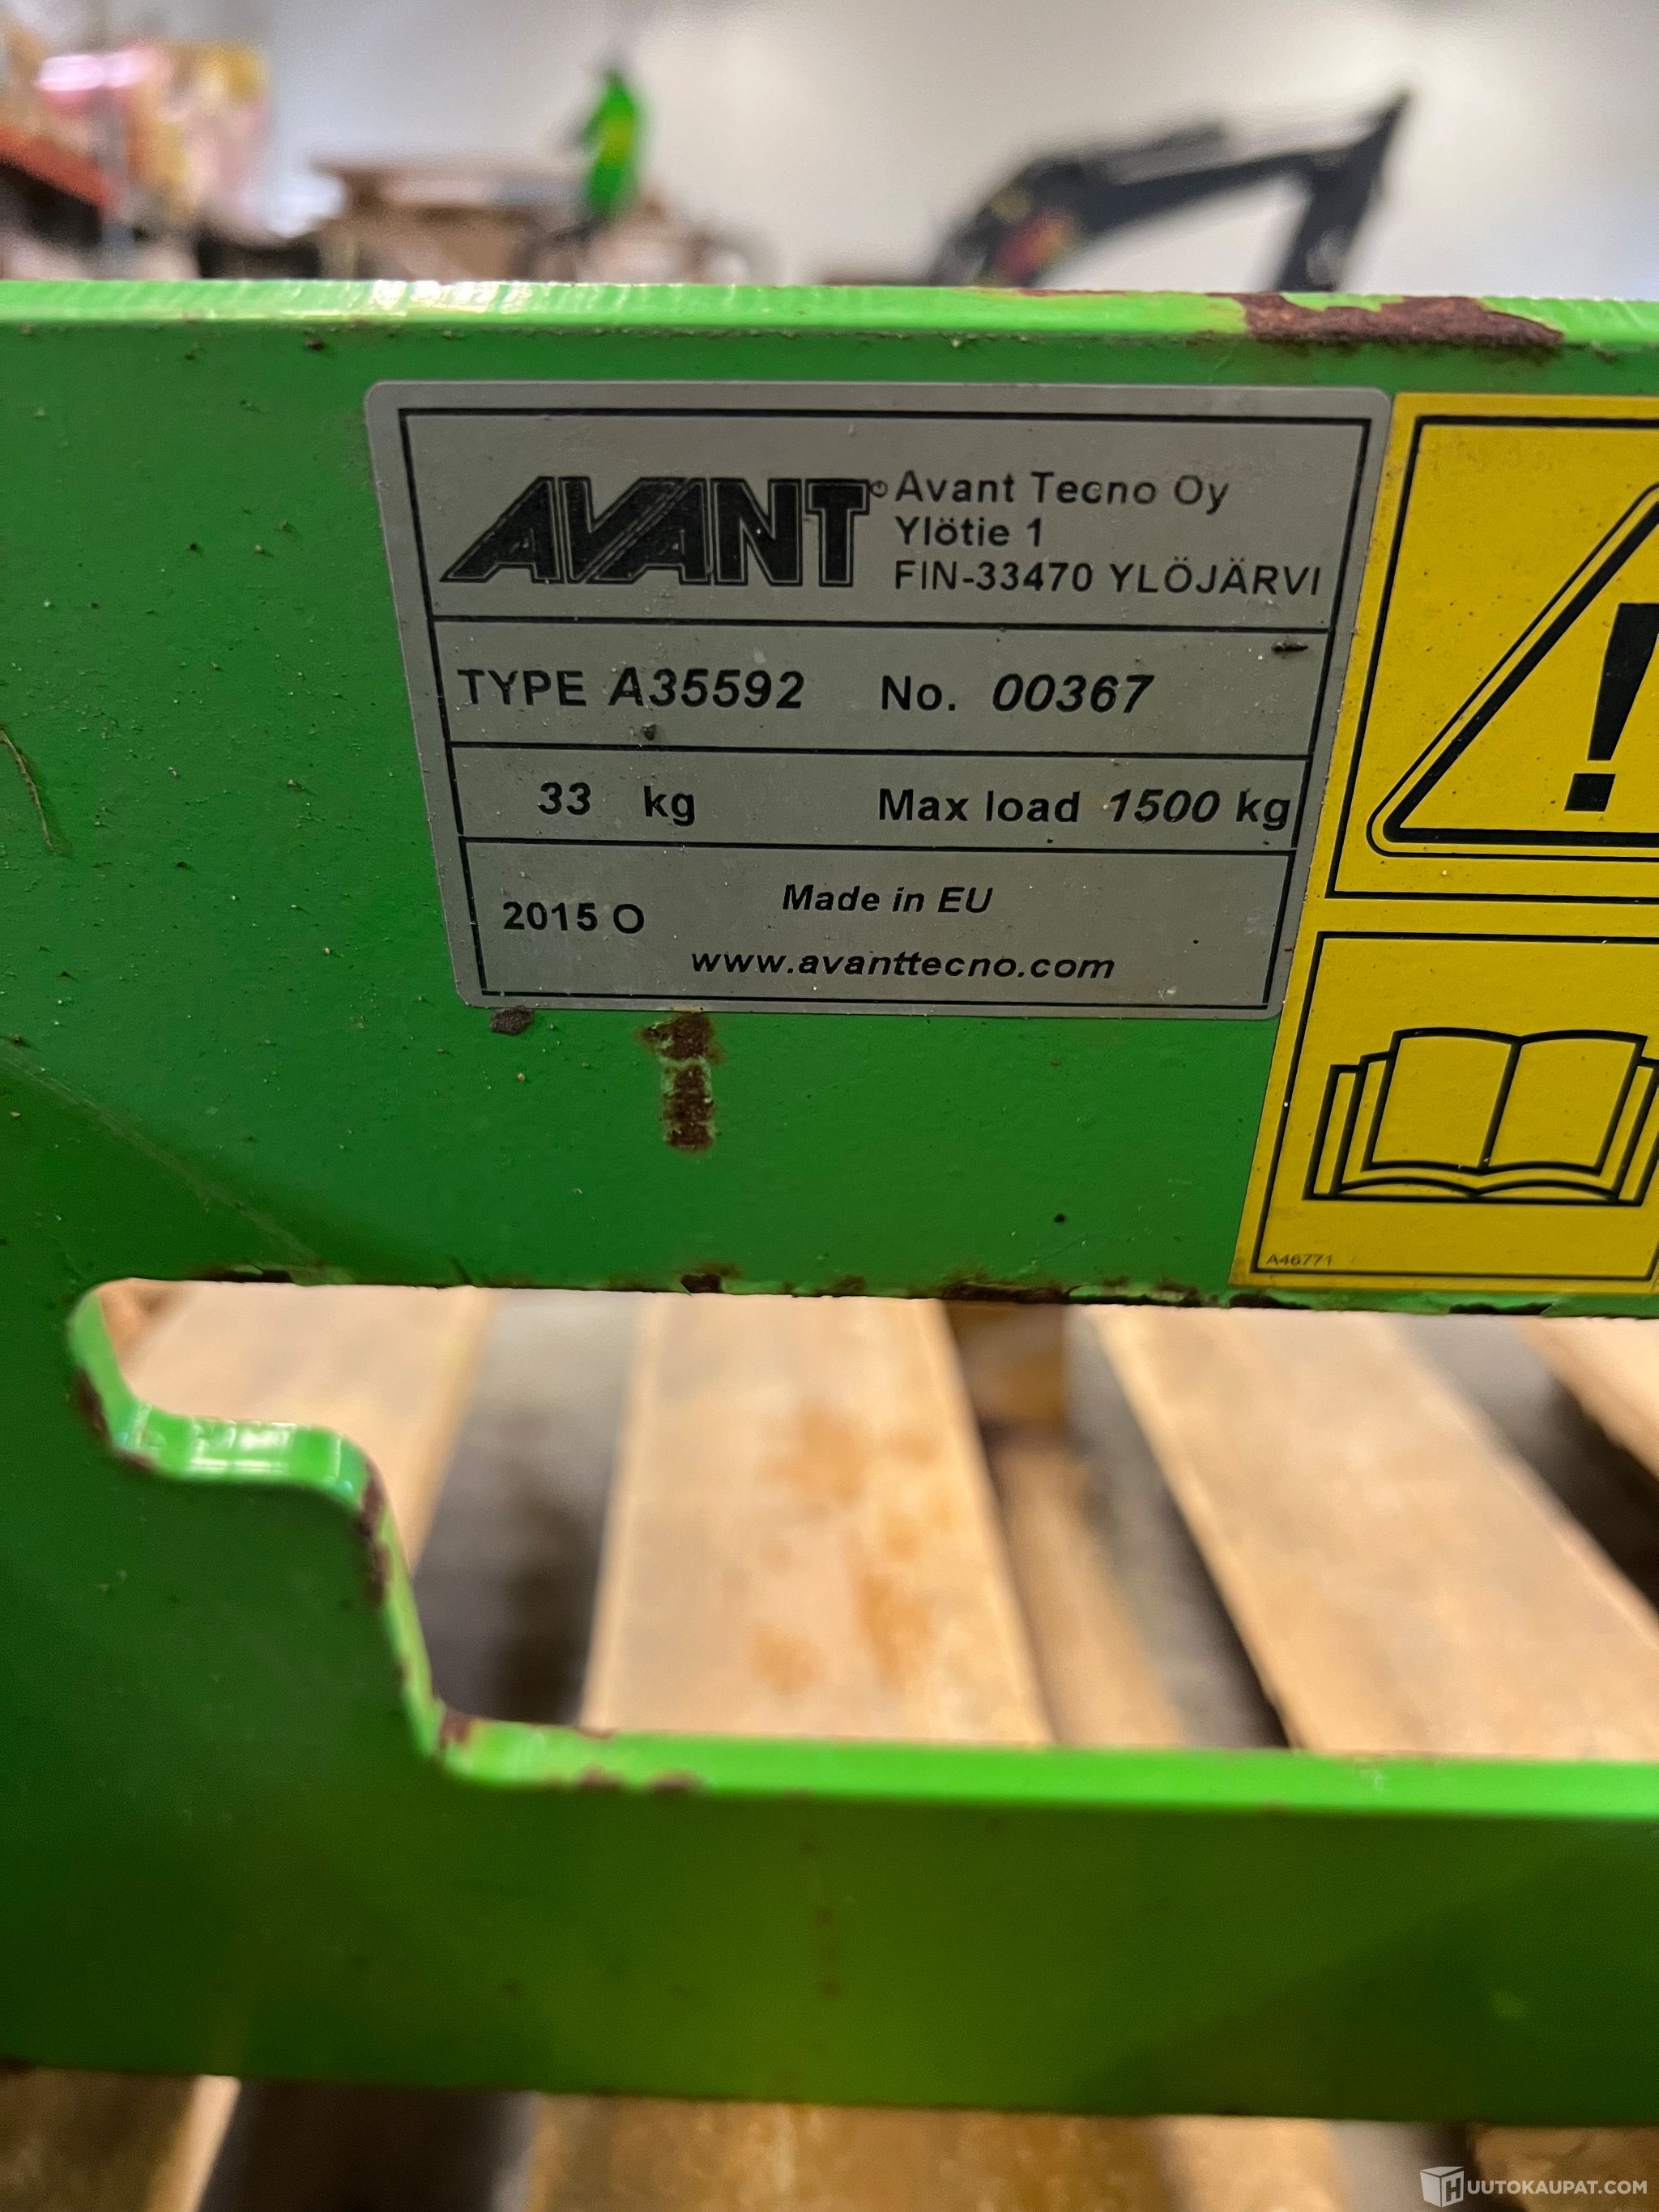 AVANT® Avant Tecno Oy
Ylötie 1
FIN-33470 YLÖJÄRVI
TYPE A35592 No. 00367
33 kg Max load 1500 kg
2015 O Made in EU
www.avanttecno.com
!
A46771
HUUTOKAUPAT.COM